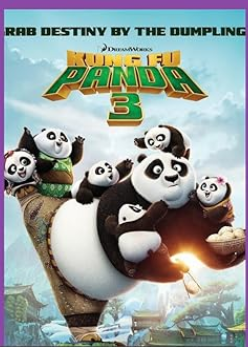 RAB DESTINY BY THE DUMPLING
DREAMWORKS
KUNG FU
PANDA
3